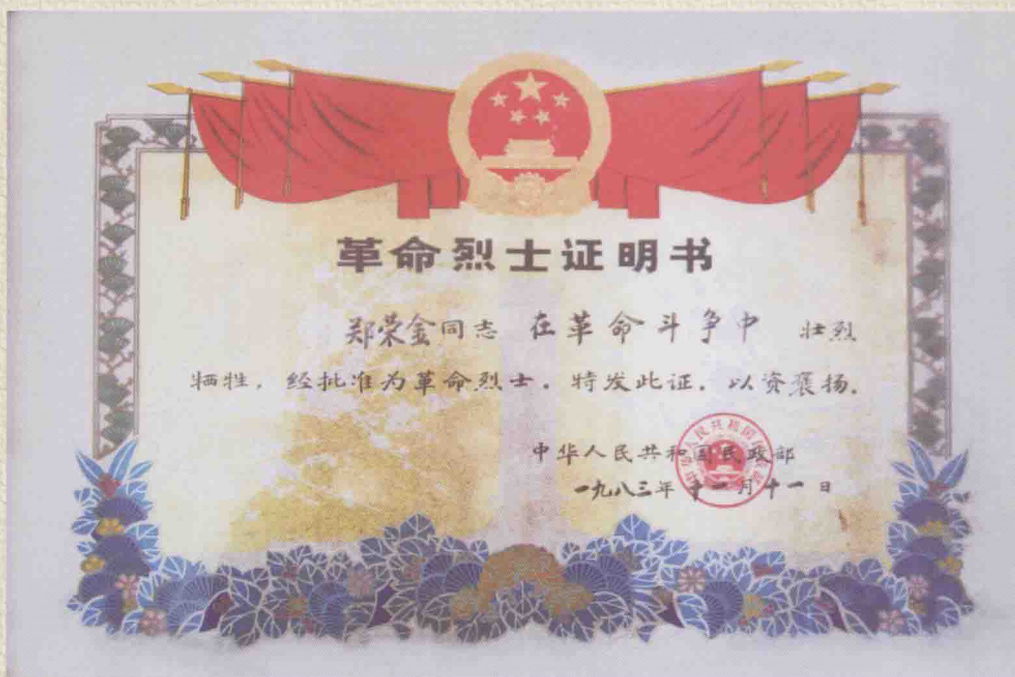 革命烈士证明书
郑荣金同志 在革命斗争中 壮烈
牺牲，经批准为革命烈士。特发此证，以资褒扬。
中华人民共和国民政部
一九八三年十一月十一日